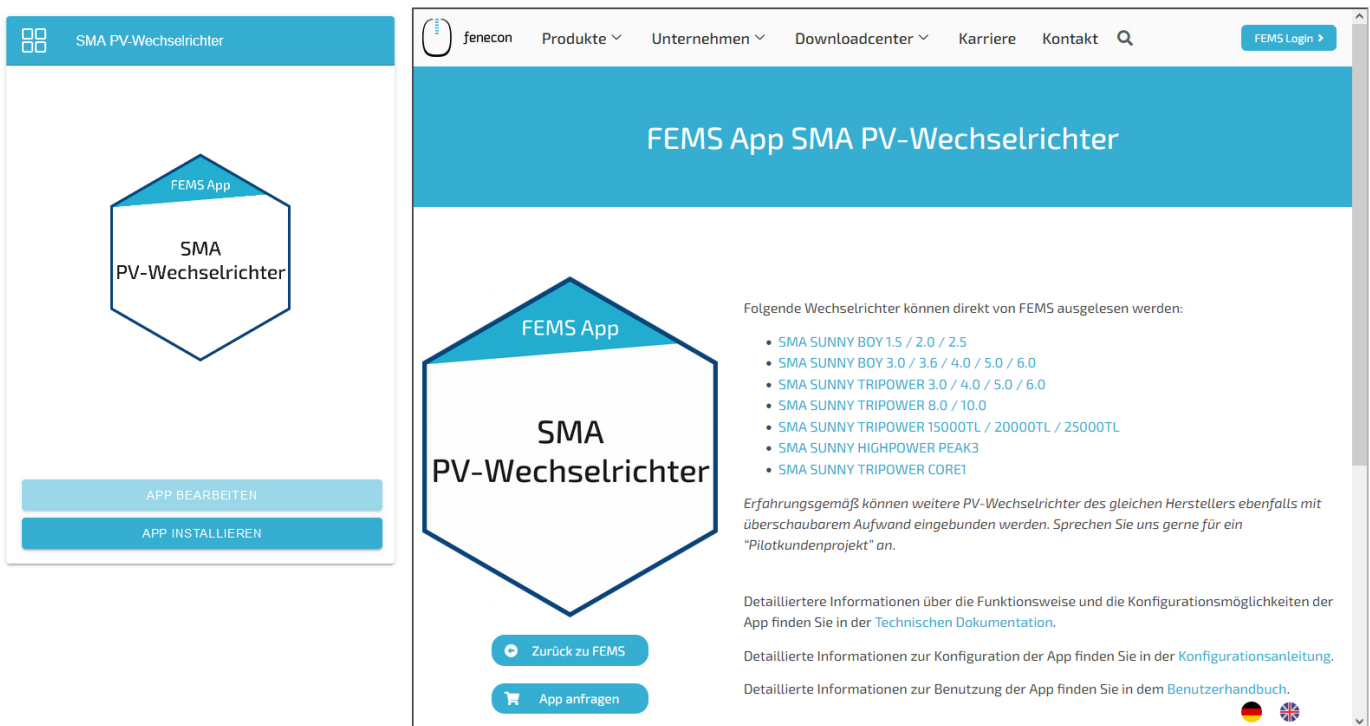 SMA PV-Wechselrichter
FEMS App
SMA
PV-Wechselrichter
APP BEARBEITEN
APP INSTALLIEREN
fenecon Produkte Unternehmen Downloadcenter Karriere Kontakt FEMS Login
FEMS App SMA PV-Wechselrichter
FEMS App
SMA
PV-Wechselrichter
Zurück zu FEMS
App anfragen
Folgende Wechselrichter können direkt von FEMS ausgelesen werden:
• SMA SUNNY BOY 1.5 / 2.0 / 2.5
• SMA SUNNY BOY 3.0 / 3.6 / 4.0 / 5.0 / 6.0
• SMA SUNNY TRIPOWER 3.0 / 4.0 / 5.0 / 6.0
• SMA SUNNY TRIPOWER 8.0 / 10.0
• SMA SUNNY TRIPOWER 15000TL / 20000TL / 25000TL
• SMA SUNNY HIGHPOWER PEAK3
• SMA SUNNY TRIPOWER CORE1
Erfahrungsgemäß können weitere PV-Wechselrichter des gleichen Herstellers ebenfalls mit
überschaubarem Aufwand eingebunden werden. Sprechen Sie uns gerne für ein
“Pilotkundenprojekt” an.
Detailliertere Informationen über die Funktionsweise und die Konfigurationsmöglichkeiten der
App finden Sie in der Technischen Dokumentation.
Detaillierte Informationen zur Konfiguration der App finden Sie in der Konfigurationsanleitung.
Detaillierte Informationen zur Benutzung der App finden Sie in dem Benutzerhandbuch.